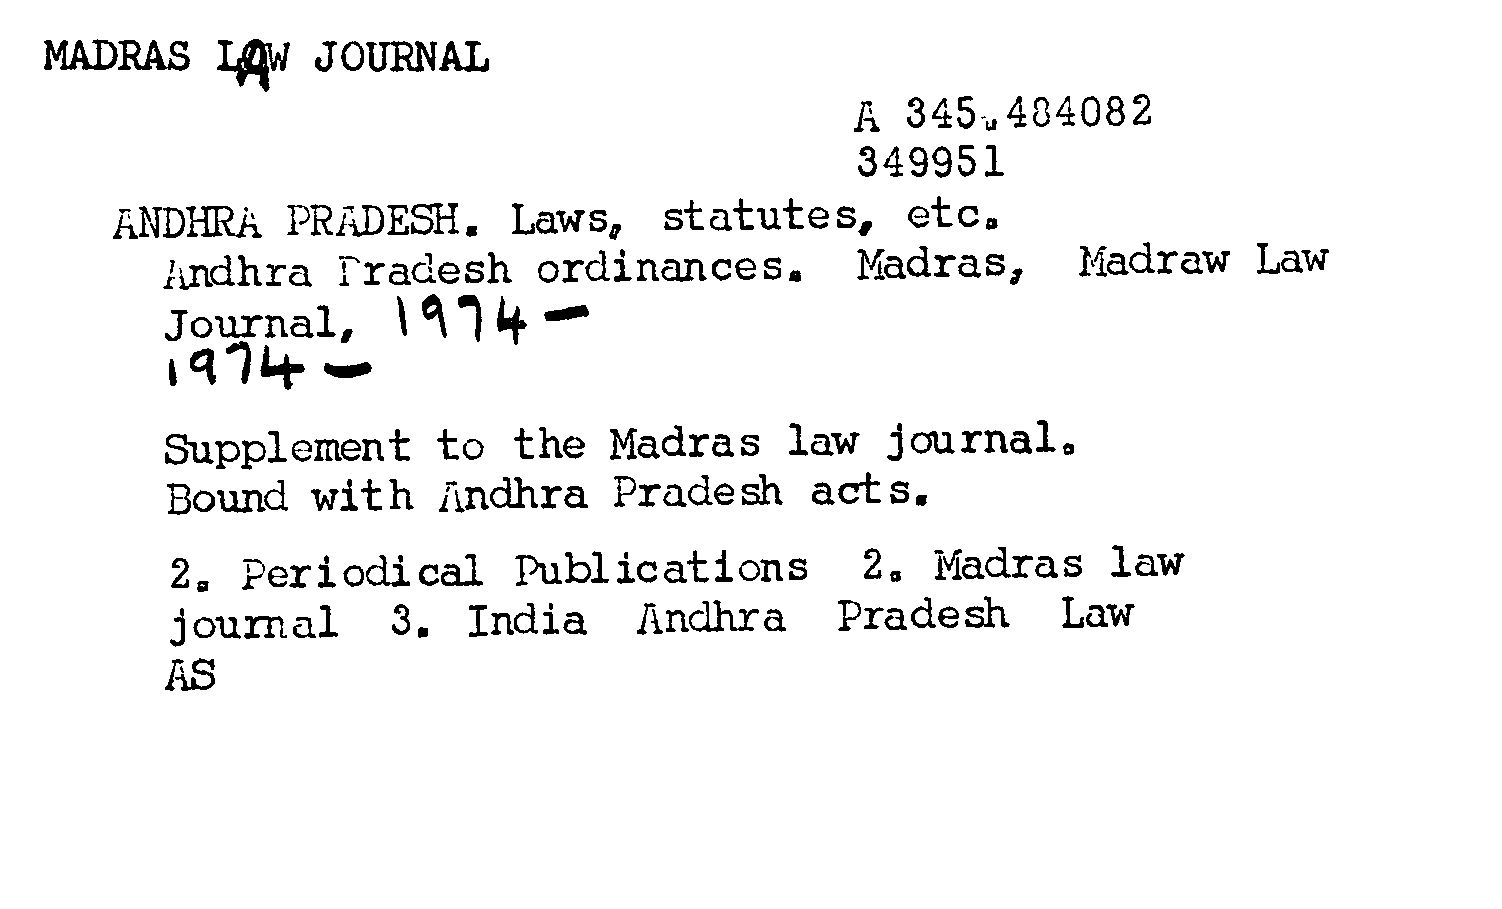 MADRAS LAW JOURNAL
A 345.484082
349951
ANDHRA PRADESH. Laws, statutes, etc.
Andhra Pradesh ordinances. Madras, Madraw Law
Journal, 1974-
1974-
Supplement to the Madras law journal.
Bound with Andhra Pradesh acts.
2. Periodical Publications 2. Madras law
journal 3. India Andhra Pradesh Law
AS